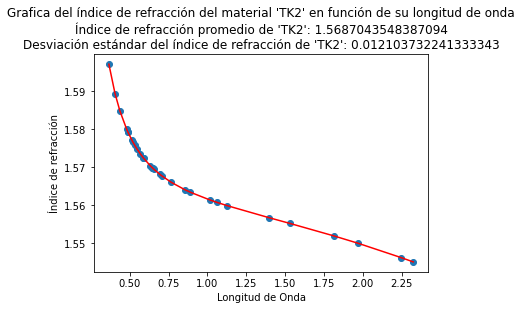 Grafica del índice de refracción del material 'TK2' en función de su longitud de onda
Índice de refracción promedio de 'TK2': 1.5687043548387094
Desviación estándar del índice de refracción de 'TK2': 0.012103732241333343
1.59
1.58
1.57
1.56
1.55
Índice de refracción
0.50 0.75 1.00 1.25 1.50 1.75 2.00 2.25
Longitud de Onda